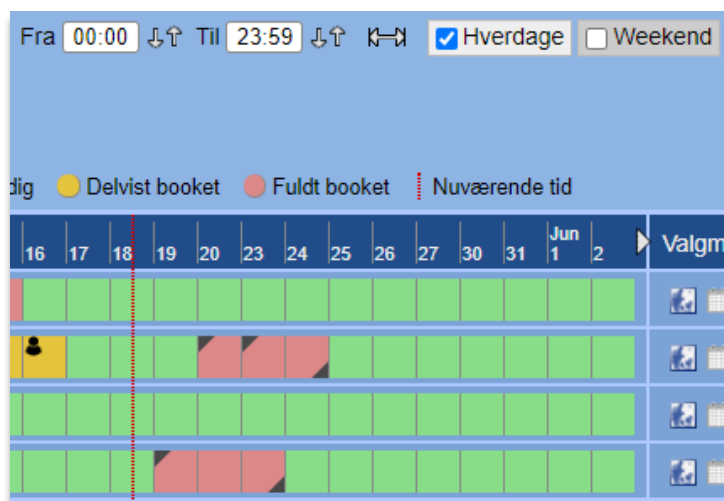 Fra 00:00 Til 23:59 Hverdage Weekend
dig Delvist booket Fuldt booket Nuværende tid
Jun
16 17 18 19 20 23 24 25 26 27 30 31 1 2 Valgm